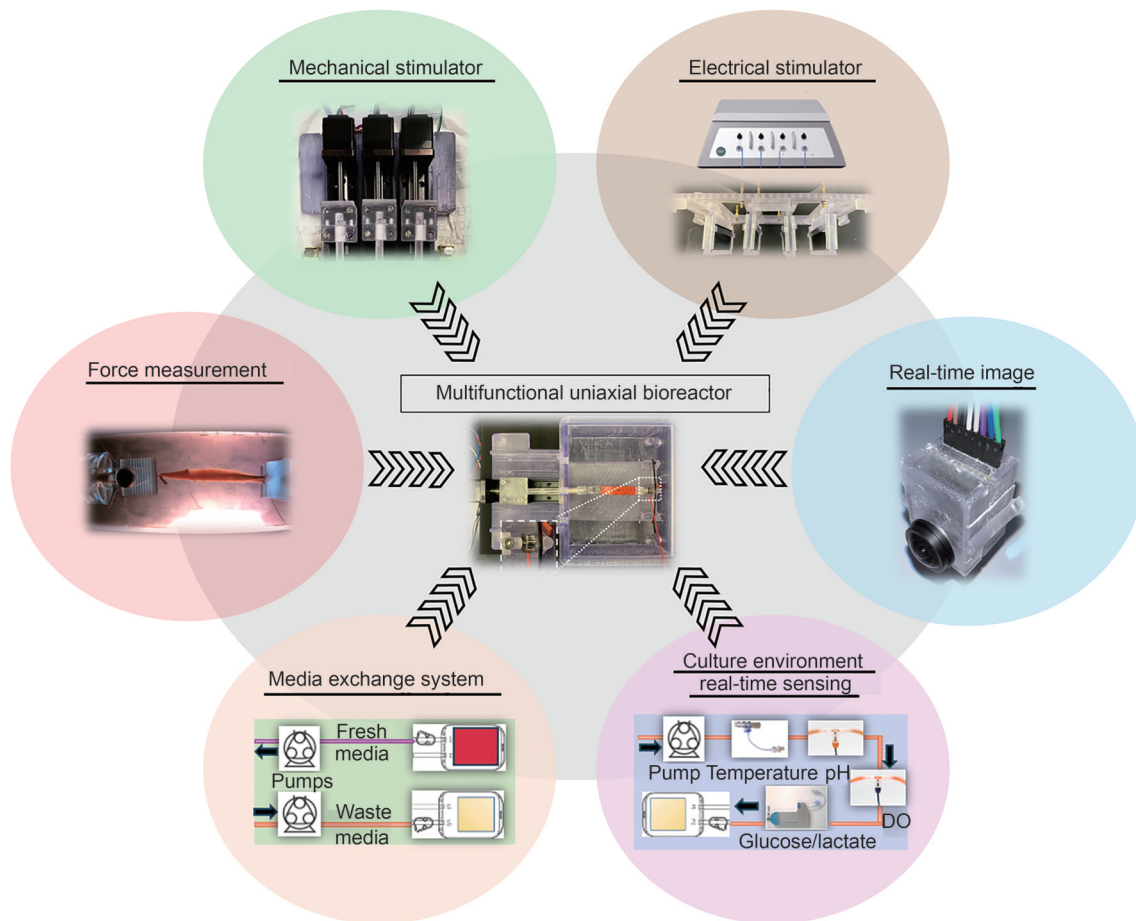 Mechanical stimulator
Electrical stimulator
Force measurement
Multifunctional uniaxial bioreactor
Real-time image
Media exchange system
Fresh
media
Pumps
Waste
media
Culture environment
real-time sensing
Pump Temperature pH
DO
Glucose/lactate